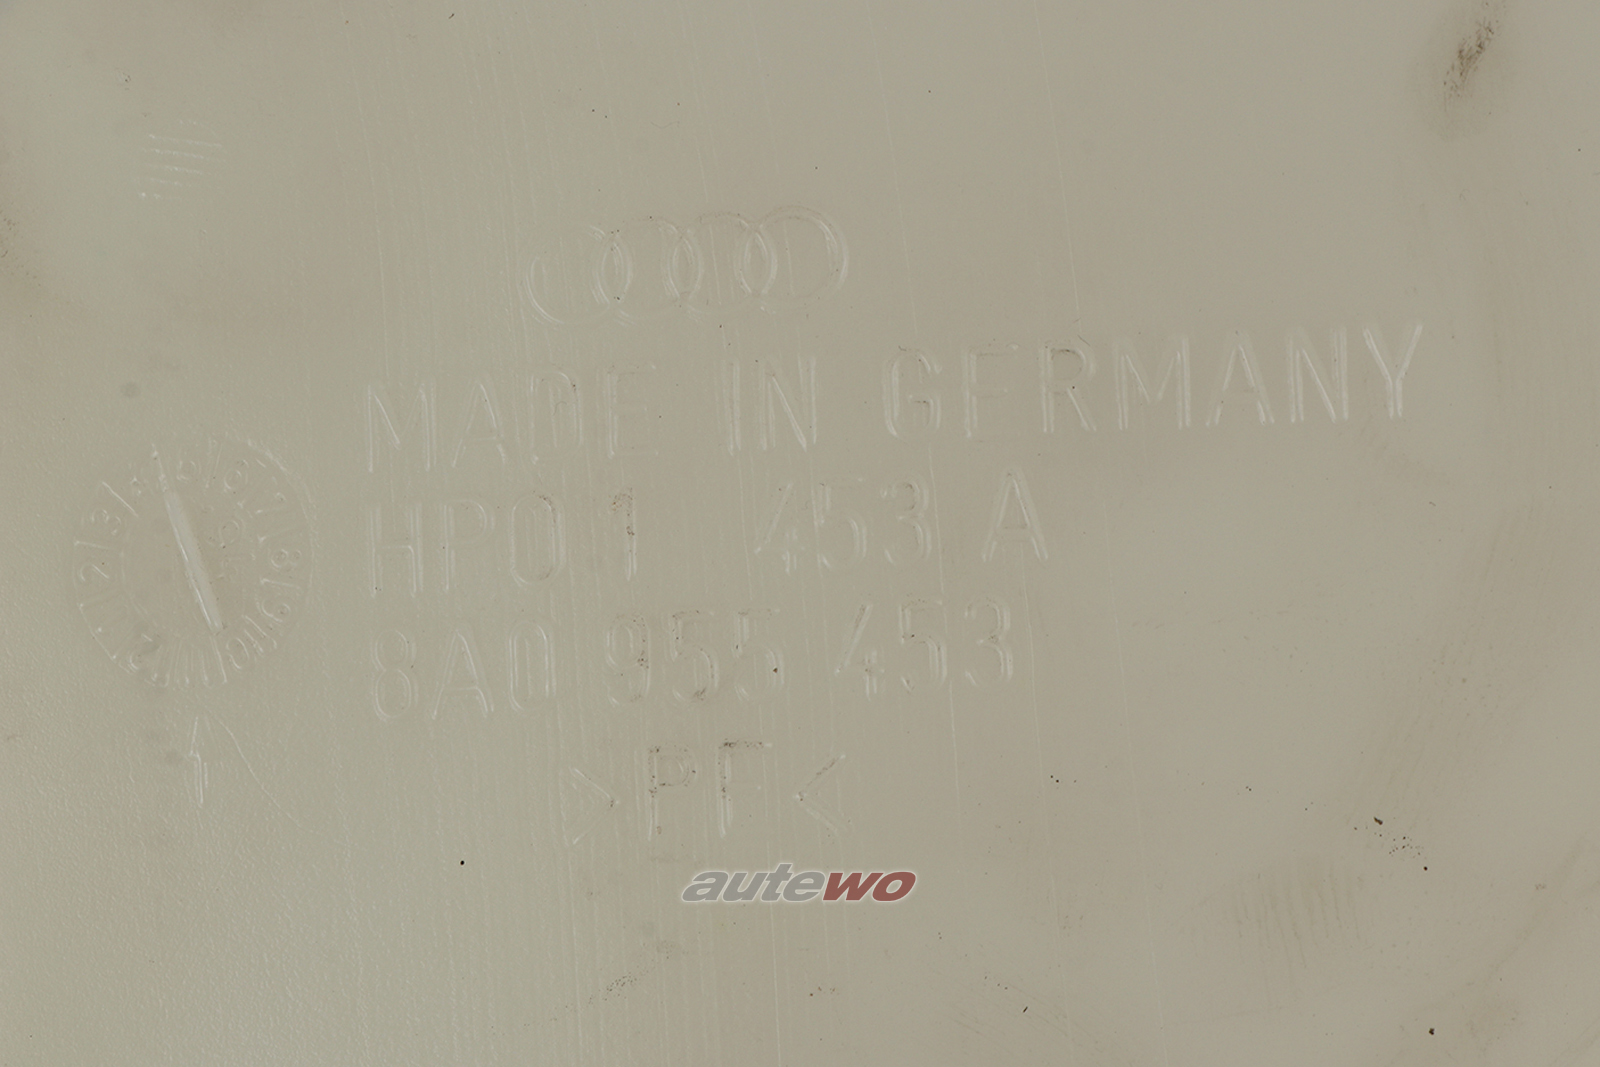 MADE IN GERMANY
HP01 453 A
8A0 955 453
>PE<
autewo